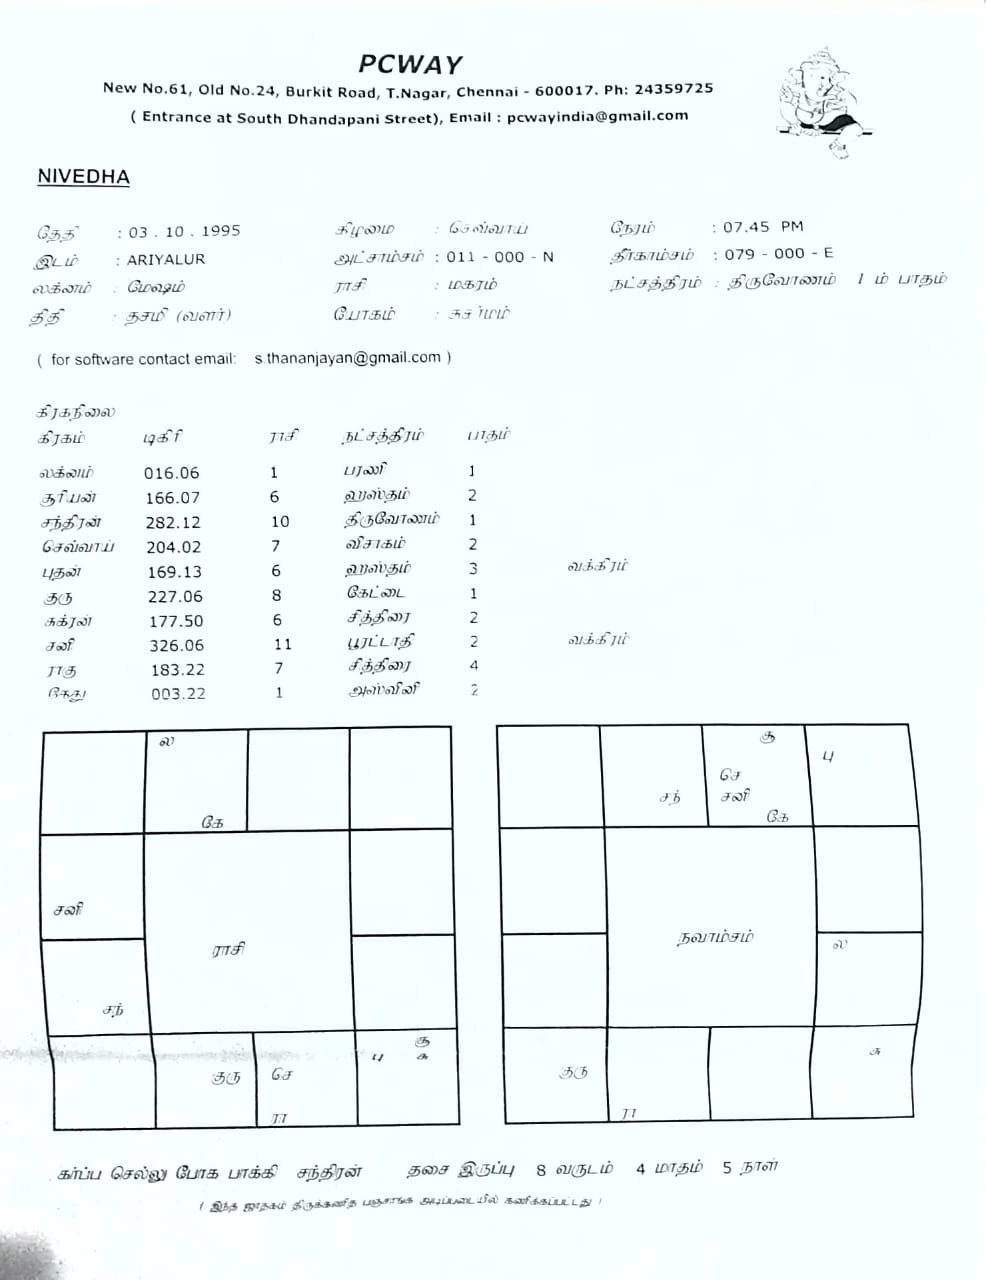 PCWAY
New No.61, Old No.24, Burkit Road, T.Nagar, Chennai - 600017. Ph: 24359725
( Entrance at South Dhandapani Street), Email : pcwayindia@gmail.com
NIVEDHA
தேதி : 03 . 10 . 1995 கிழமை : செவ்வாய் நேரம் : 07.45 PM
இடம் : ARIYALUR அட்சாம்சம் : 011 - 000 - N தீர்காம்சம் : 079 - 000 - E
லக்னம் : மேஷம் ராசி : மகரம் நட்சத்திரம் : திருவோணம் 1 ம் பாதம்
திதி : தசமி (வளர்) யோகம் : சுகர்மம்
( for software contact email: s.thananjayan@gmail.com )
கிரகநிலை
கிரகம் டிகிரி ராசி நட்சத்திரம் பாதம்
லக்னம் 016.06 1 பரணி 1
சூரியன் 166.07 6 ஹஸ்தம் 2
சந்திரன் 282.12 10 திருவோணம் 1
செவ்வாய் 204.02 7 விசாகம் 2
புதன் 169.13 6 ஹஸ்தம் 3 வக்கிரம்
குரு 227.06 8 கேட்டை 1
சுக்ரன் 177.50 6 சித்திரை 2
சனி 326.06 11 பூரட்டாதி 2 வக்கிரம்
ராகு 183.22 7 சித்திரை 4
கேது 003.22 1 அஸ்வினி 2
ல
கே
சனி
ராசி
சந்
சூ
பு சு
குரு செ
ரா
சூ
பு
செ
சந் சனி
கே
நவாம்சம்
ல
சு
குரு
ரா
கர்ப்ப செல்லு போக பாக்கி சந்திரன் தசை இருப்பு 8 வருடம் 4 மாதம் 5 நாள்
( இந்த ஜாதகம் திருக்கணித பஞ்சாங்க அடிப்படையில் கணிக்கப்பட்டது )